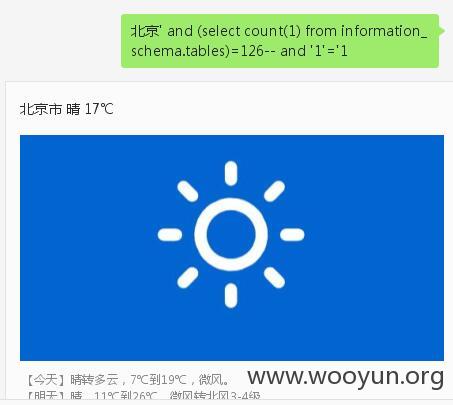 北京' and (select count(1) from information_
schema.tables)=126-- and '1'='1
北京市 晴 17℃
【今天】晴转多云，7℃到19℃，微风。
www.wooyun.org
【明天】晴，11℃到26℃，微风转北风3-4级